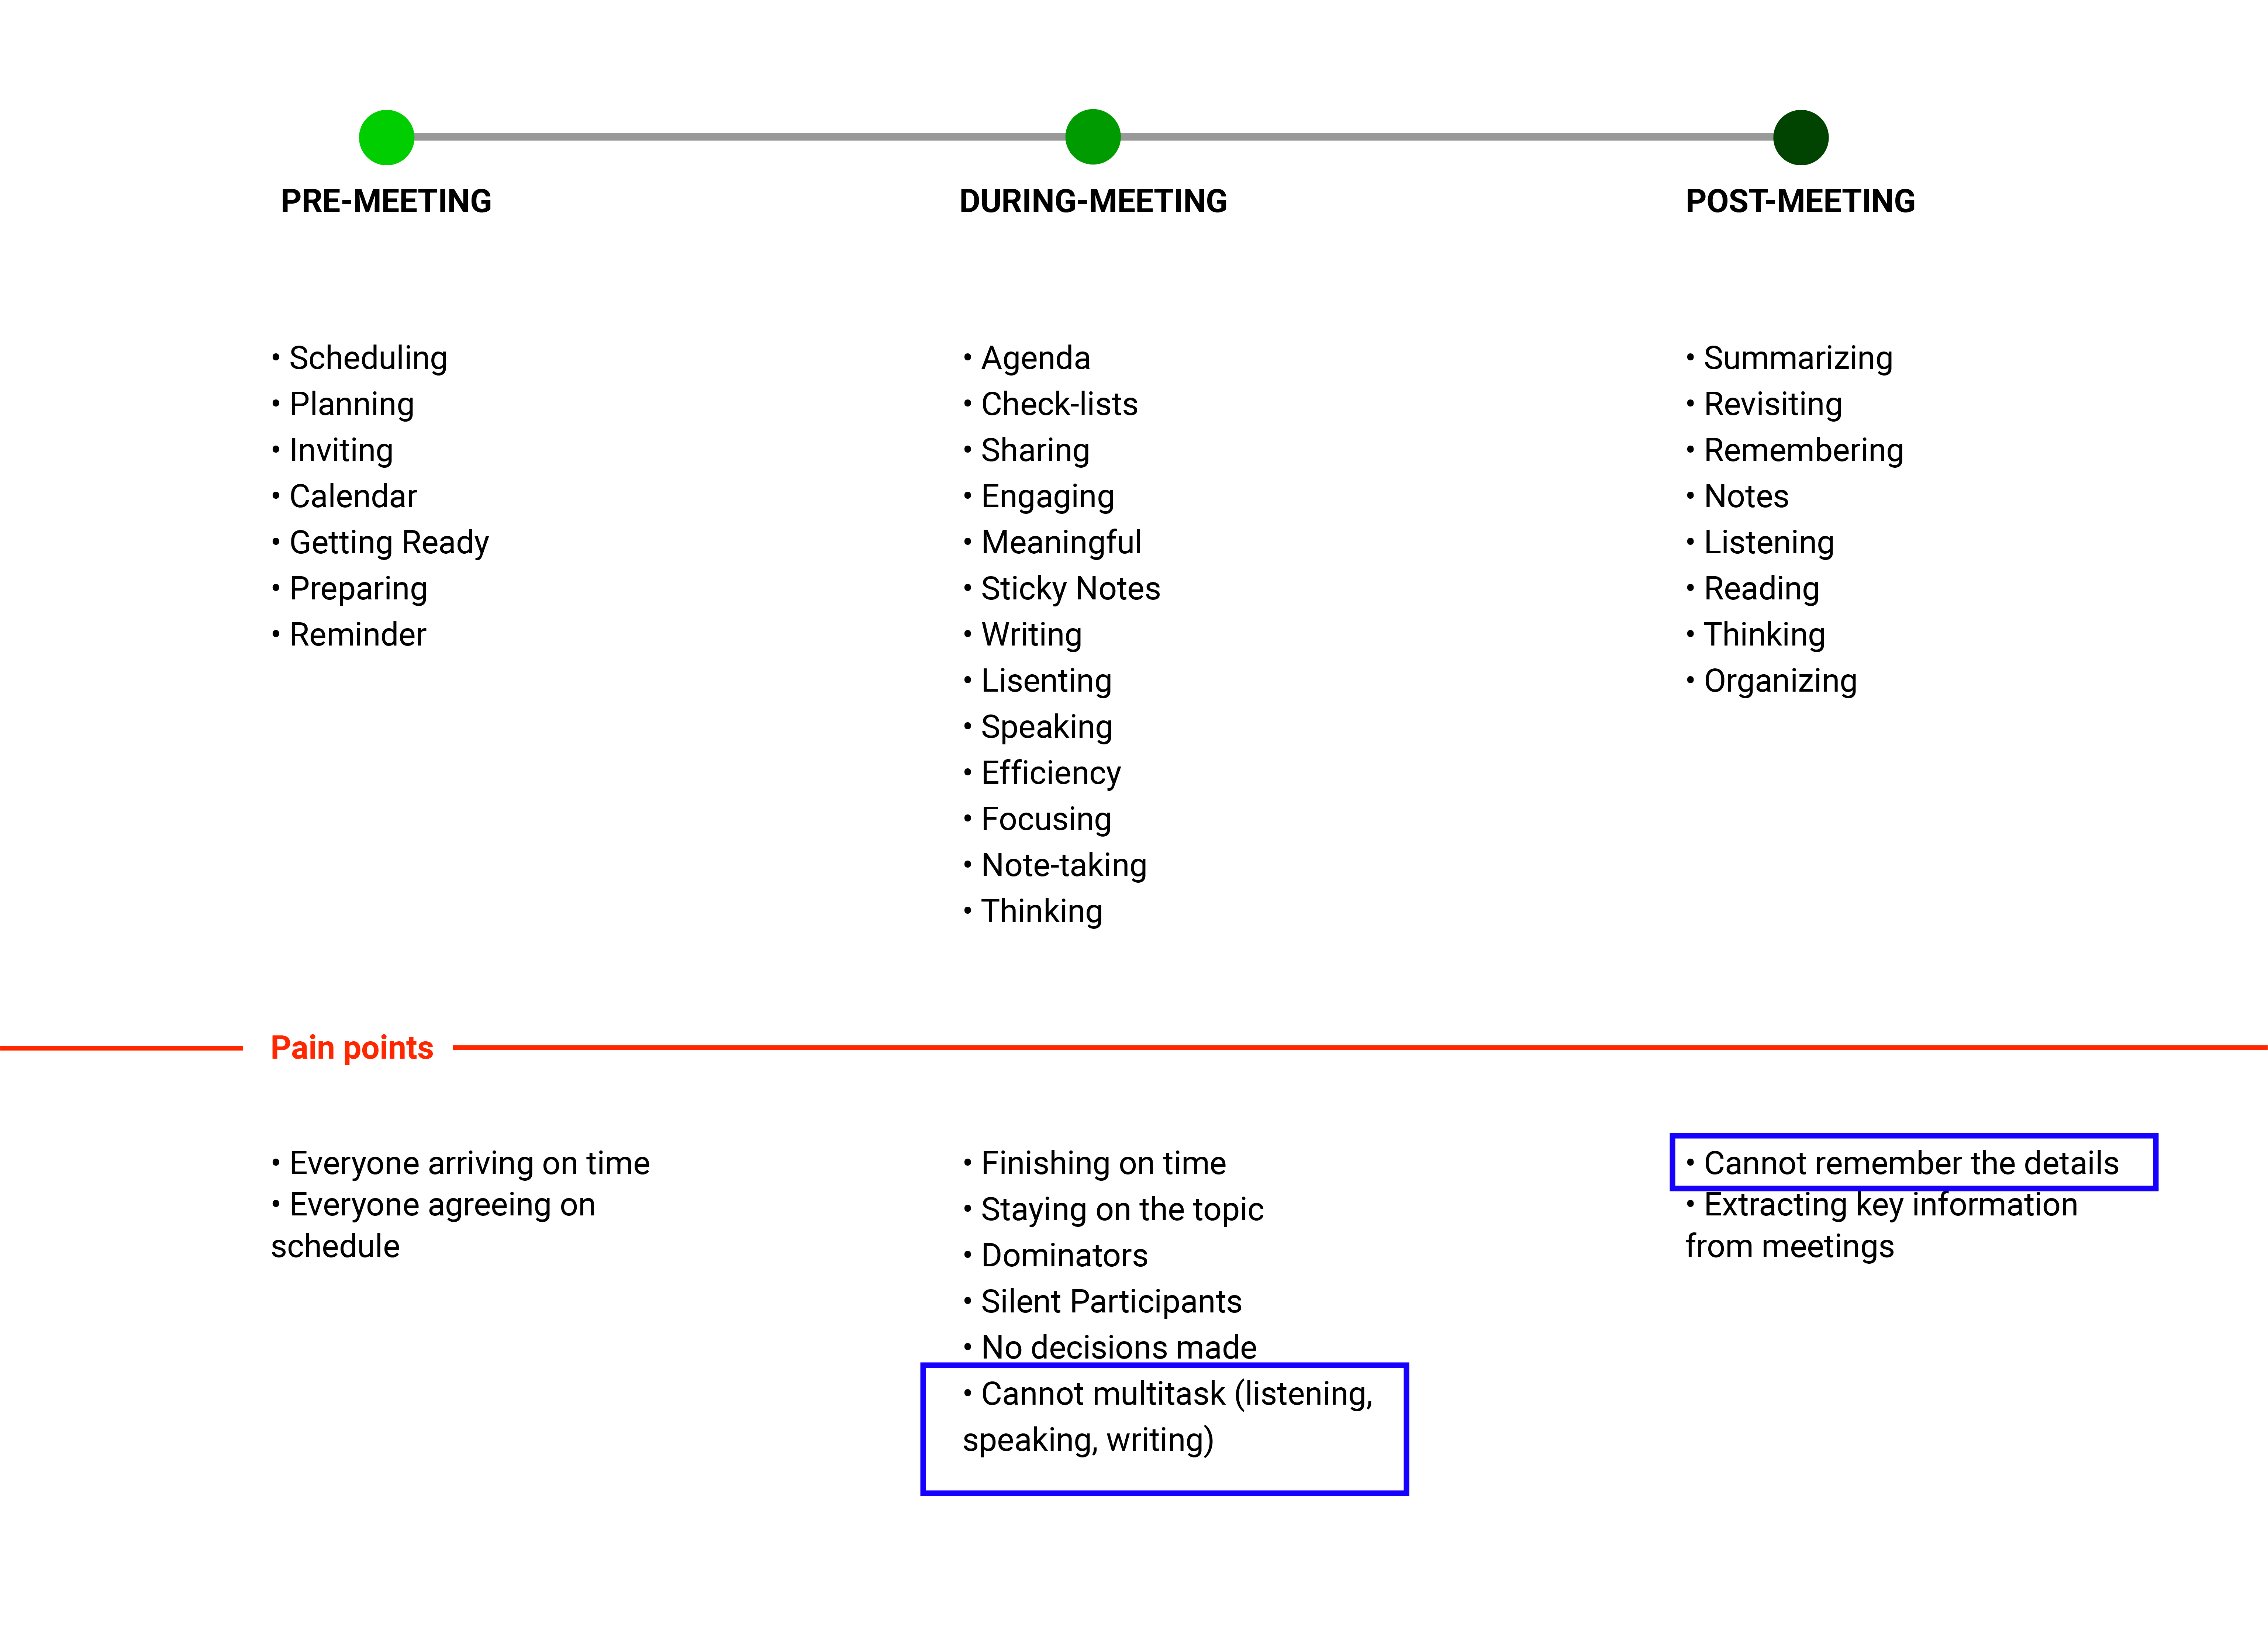 PRE-MEETING
DURING-MEETING
POST-MEETING
• Scheduling
• Planning
• Inviting
• Calendar
• Getting Ready
• Preparing
• Reminder
• Agenda
• Check-lists
• Sharing
• Engaging
• Meaningful
• Sticky Notes
• Writing
• Lisenting
• Speaking
• Efficiency
• Focusing
• Note-taking
• Thinking
• Summarizing
• Revisiting
• Remembering
• Notes
• Listening
• Reading
• Thinking
• Organizing
Pain points
• Everyone arriving on time
• Everyone agreeing on
schedule
• Finishing on time
• Staying on the topic
• Dominators
• Silent Participants
• No decisions made
• Cannot multitask (listening,
speaking, writing)
• Cannot remember the details
• Extracting key information
from meetings